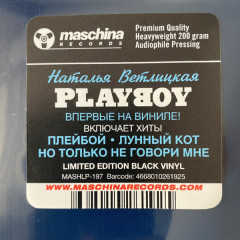 maschina
RECORDS
Premium Quality
Heavyweight 200 gram
Audiophile Pressing
Наталья Ветлицкая
PLAYBOY
ВПЕРВЫЕ НА ВИНИЛЕ!
ВКЛЮЧАЕТ ХИТЫ
ПЛЕЙБОЙ · ЛУННЫЙ КОТ
НО ТОЛЬКО НЕ ГОВОРИ МНЕ
LIMITED EDITION BLACK VINYL
MASHLP-197 Barcode: 4668010261925
WWW.MASCHINARECORDS.COM